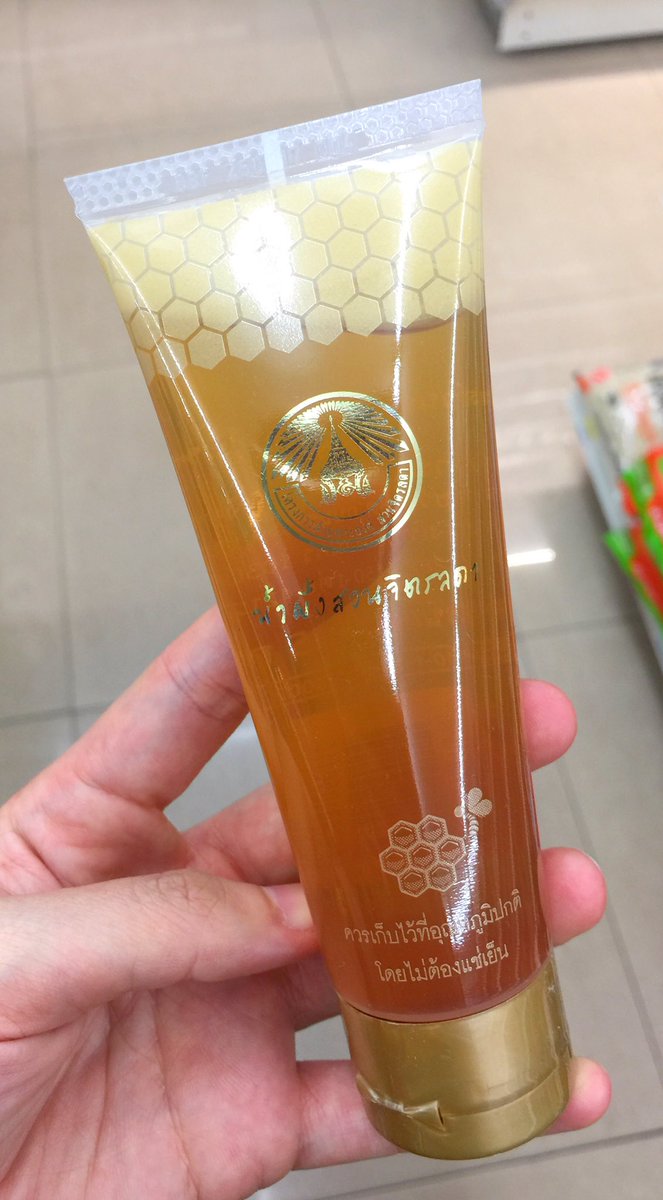 น้ำผึ้งสวนจิตรลดา
ควรเก็บไว้ที่อุณหภูมิปกติ
โดยไม่ต้องแช่เย็น